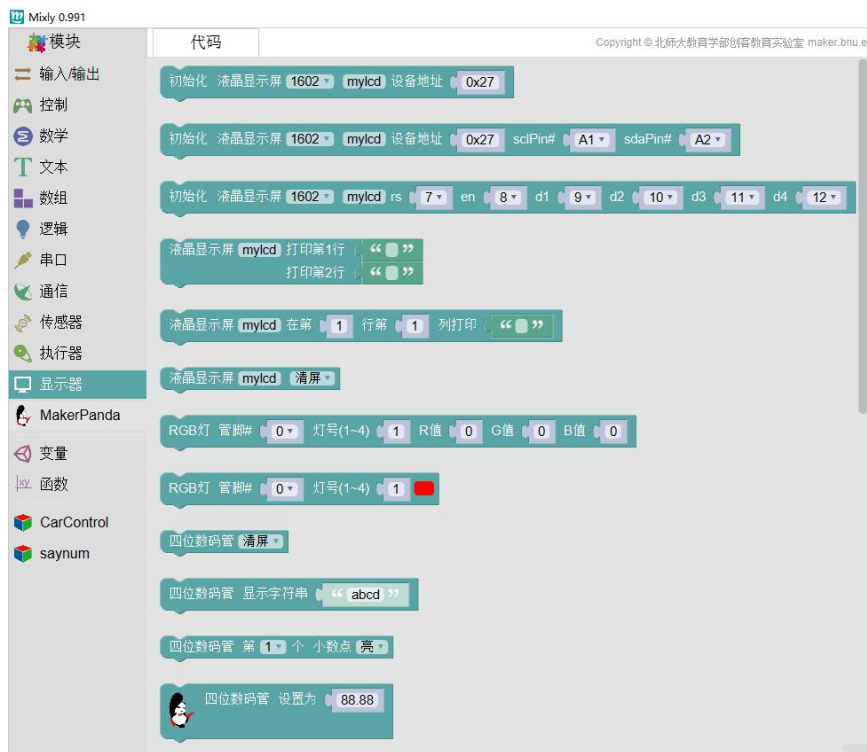 Mixly 0.991
模块
代码
Copyright © 北师大教育学部创客教育实验室 maker.bnu.e
输入/输出
控制
数学
文本
数组
逻辑
串口
通信
传感器
执行器
显示器
MakerPanda
变量
函数
CarControl
saynum
初始化 液晶显示屏 1602 mylcd 设备地址 0x27
初始化 液晶显示屏 1602 mylcd 设备地址 0x27 sclPin# A1 sdaPin# A2
初始化 液晶显示屏 1602 mylcd rs 7 en 8 d1 9 d2 10 d3 11 d4 12
液晶显示屏 mylcd 打印第1行 “ ”
打印第2行 “ ”
液晶显示屏 mylcd 在第 1 行第 1 列打印 “ ”
液晶显示屏 mylcd 清屏
RGB灯 管脚# 0 灯号(1~4) 1 R值 0 G值 0 B值 0
RGB灯 管脚# 0 灯号(1~4) 1
四位数码管 清屏
四位数码管 显示字符串 “ abcd ”
四位数码管 第 1 个 小数点 亮
四位数码管 设置为 88.88